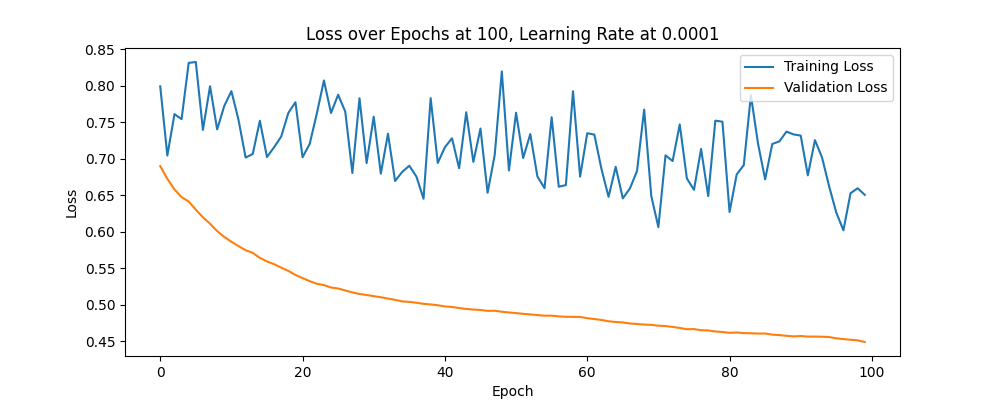 Loss over Epochs at 100, Learning Rate at 0.0001
Training Loss
Validation Loss
Loss
0.85
0.80
0.75
0.70
0.65
0.60
0.55
0.50
0.45
0 20 40 60 80 100
Epoch